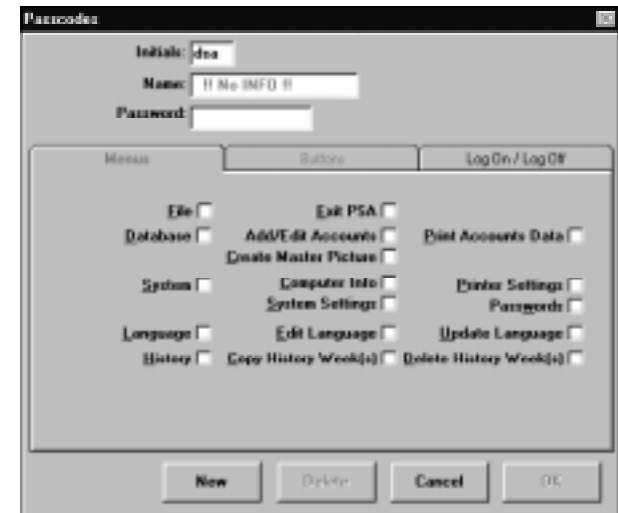 Passcodes
Initials: dna
Name: !! No INFO !!
Password:
Menus Buttons Log On / Log Off
File Exit PSA
Database Add/Edit Accounts Print Accounts Data
Create Master Picture
System Computer Info Printer Settings
System Settings Passwords
Language Edit Language Update Language
History Copy History Week(s) Delete History Week(s)
New Delete Cancel OK